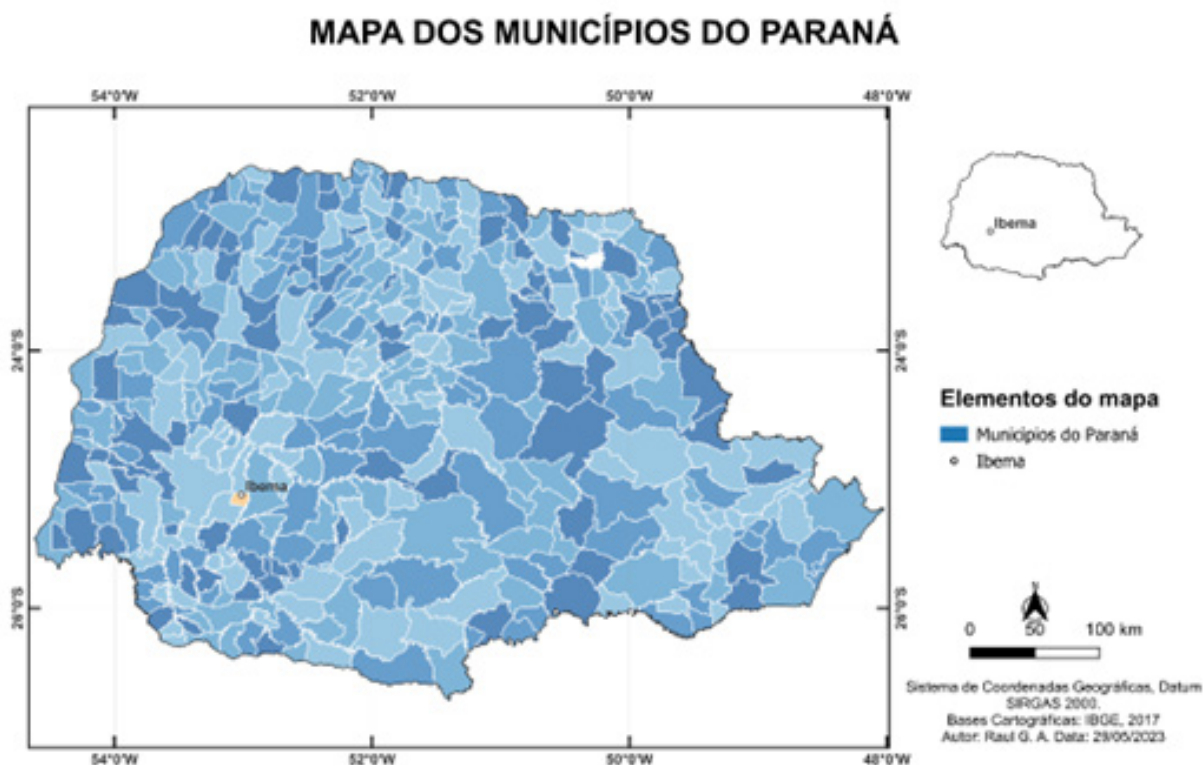 MAPA DOS MUNICÍPIOS DO PARANÁ
54°0'W 52°0'W 50°0'W 48°0'W
24°0'S 24°0'S
26°0'S 26°0'S
Ibema
54°0'W 52°0'W 50°0'W 48°0'W
Ibema
Elementos do mapa
Municípios do Paraná
Ibema
N
0 50 100 km
Sistema de Coordenadas Geográficas, Datum
SIRGAS 2000.
Bases Cartográficas: IBGE, 2017
Autor: Raul G. A. Data: 29/05/2023